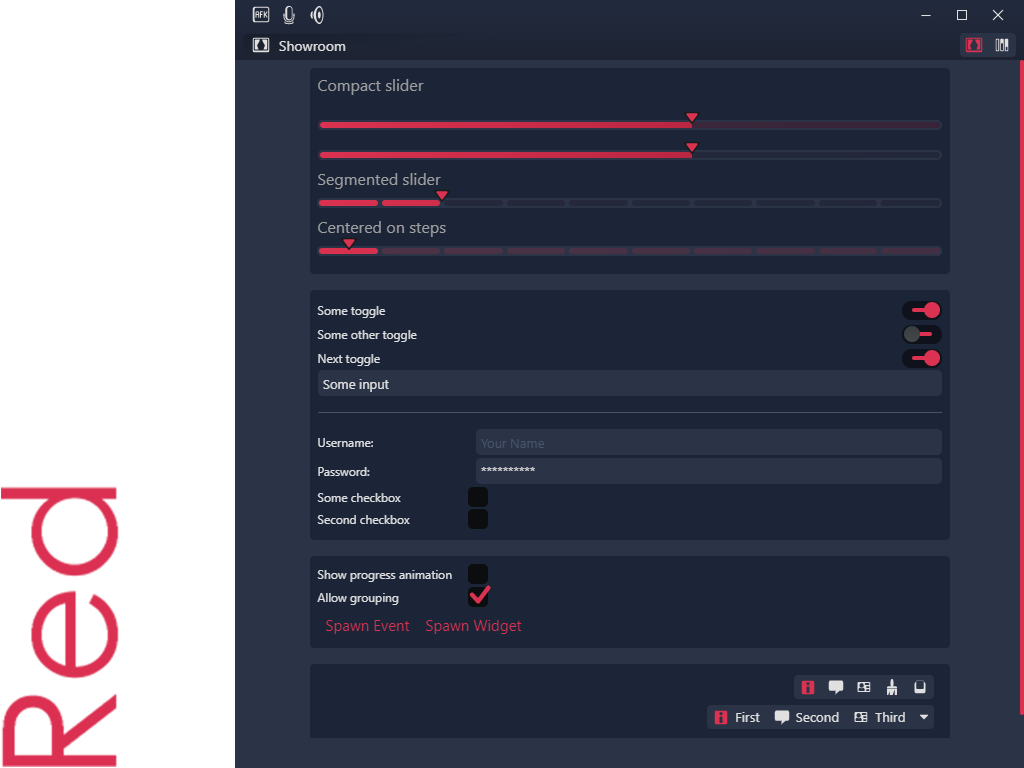 AFK
Showroom
Compact slider
Segmented slider
Centered on steps
Some toggle
Some other toggle
Next toggle
Some input
Username: Your Name
Password: **********
Some checkbox
Second checkbox
Show progress animation
Allow grouping
Spawn Event Spawn Widget
First Second Third
Red